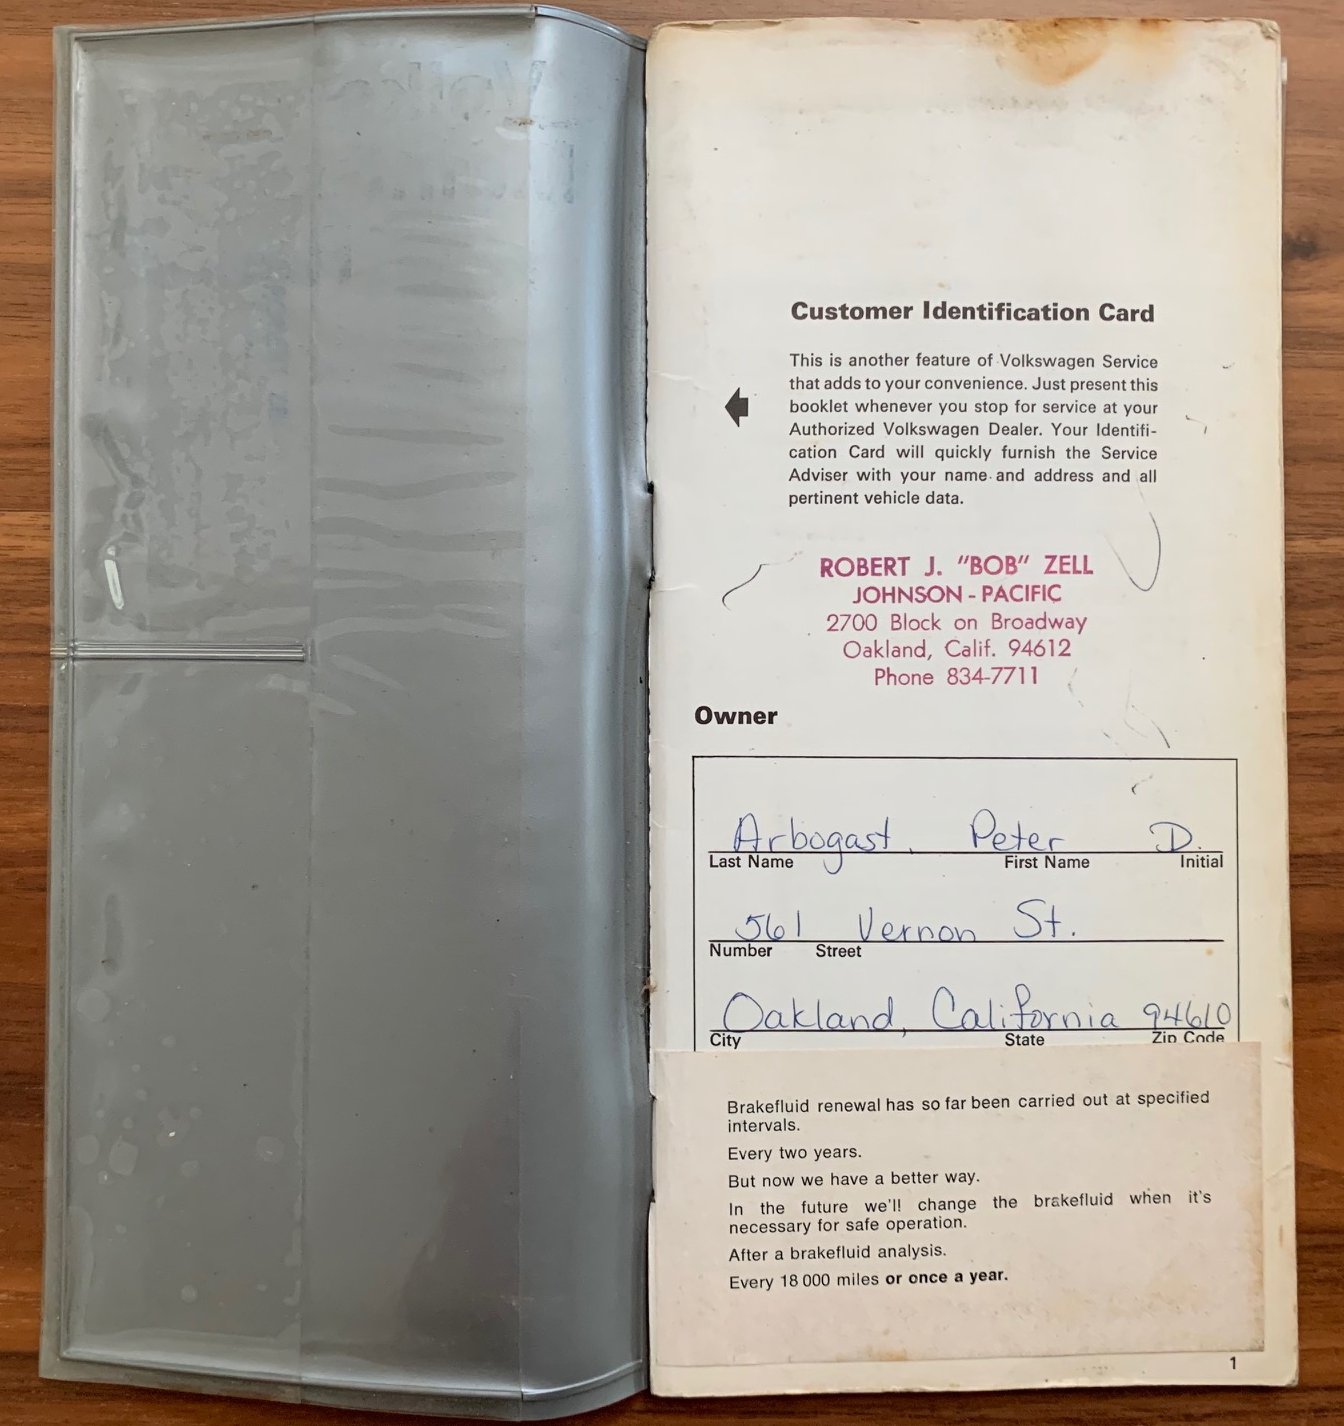 Customer Identification Card
This is another feature of Volkswagen Service
that adds to your convenience. Just present this
booklet whenever you stop for service at your
Authorized Volkswagen Dealer. Your Identifi-
cation Card will quickly furnish the Service
Adviser with your name and address and all
pertinent vehicle data.
ROBERT J. "BOB" ZELL
JOHNSON - PACIFIC
2700 Block on Broadway
Oakland, Calif. 94612
Phone 834-7711
Owner
Arbogast, Peter D.
Last Name First Name Initial
561 Vernon St.
Number Street
Oakland, California 94610
City State Zip Code
Brakefluid renewal has so far been carried out at specified
intervals.
Every two years.
But now we have a better way.
In the future we'll change the brakefluid when it's
necessary for safe operation.
After a brakefluid analysis.
Every 18 000 miles or once a year.
1